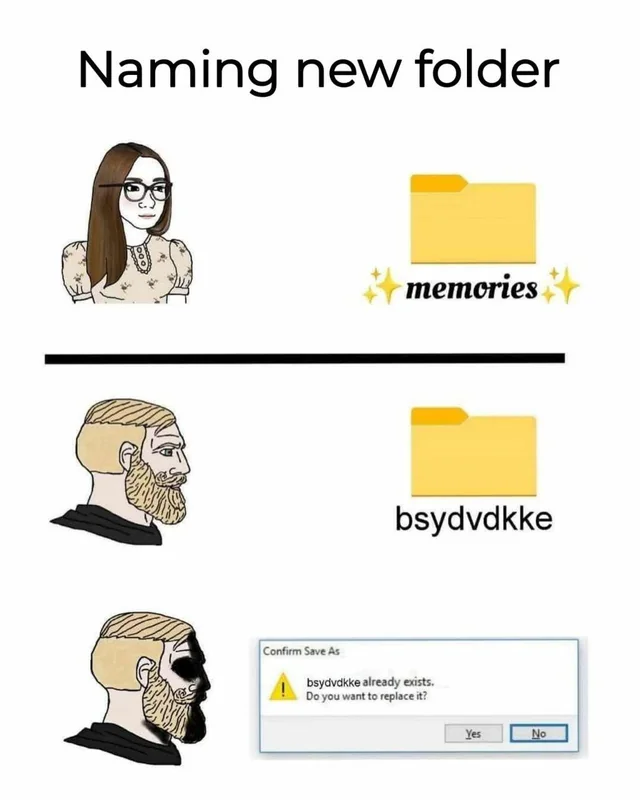 Naming new folder
✨memories✨
bsydvdkke
Confirm Save As
bsydvdkke already exists.
Do you want to replace it?
Yes
No